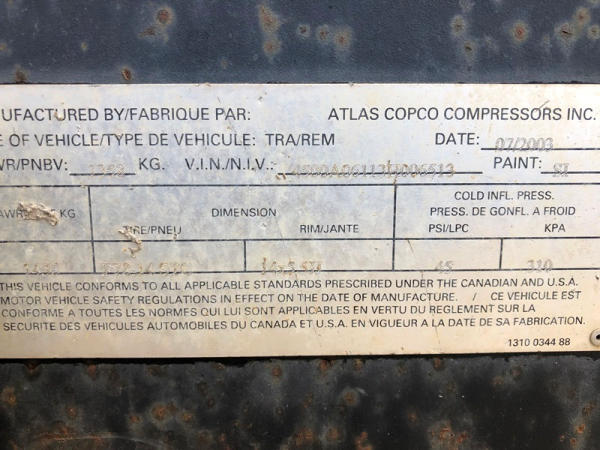 UFACTURED BY/FABRIQUE PAR: ATLAS COPCO COMPRESSORS INC.
E OF VEHICLE/TYPE DE VEHICULE: TRA/REM DATE: 07/2003
WR/PNBV: KG. V.I.N./N.I.V.: PAINT:
AWR KG DIMENSION COLD INFL. PRESS.
PRESS. DE GONFL. A FROID
TIRE/PNEU RIM/JANTE PSI/LPC KPA
45 310
THIS VEHICLE CONFORMS TO ALL APPLICABLE STANDARDS PRESCRIBED UNDER THE CANADIAN AND U.S.A.
MOTOR VEHICLE SAFETY REGULATIONS IN EFFECT ON THE DATE OF MANUFACTURE. / CE VEHICULE EST
CONFORME A TOUTES LES NORMES QUI LUI SONT APPLICABLES EN VERTU DU REGLEMENT SUR LA
SECURITE DES VEHICULES AUTOMOBILES DU CANADA ET U.S.A. EN VIGUEUR A LA DATE DE SA FABRICATION.
1310 0344 88